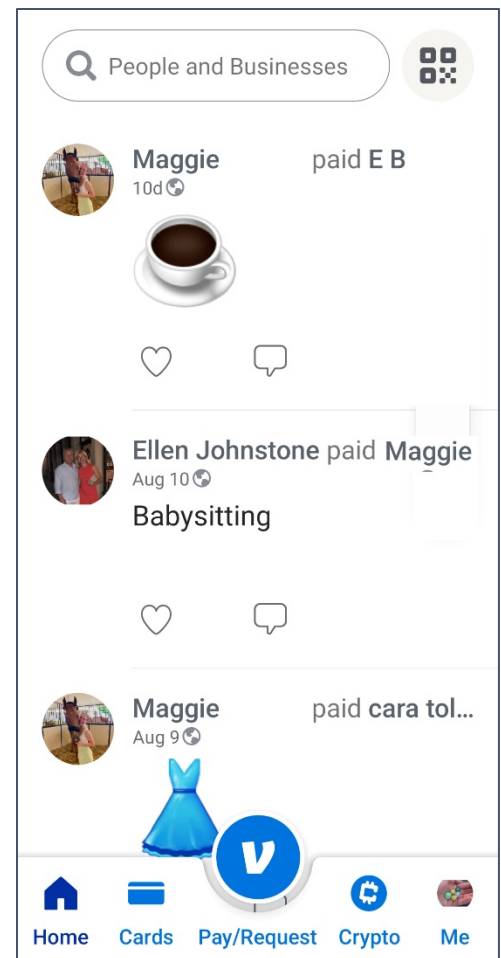 People and Businesses
Maggie paid E B
10d
Ellen Johnstone paid Maggie
Aug 10
Babysitting
Maggie paid cara tol...
Aug 9
V
Home Cards Pay/Request Crypto Me